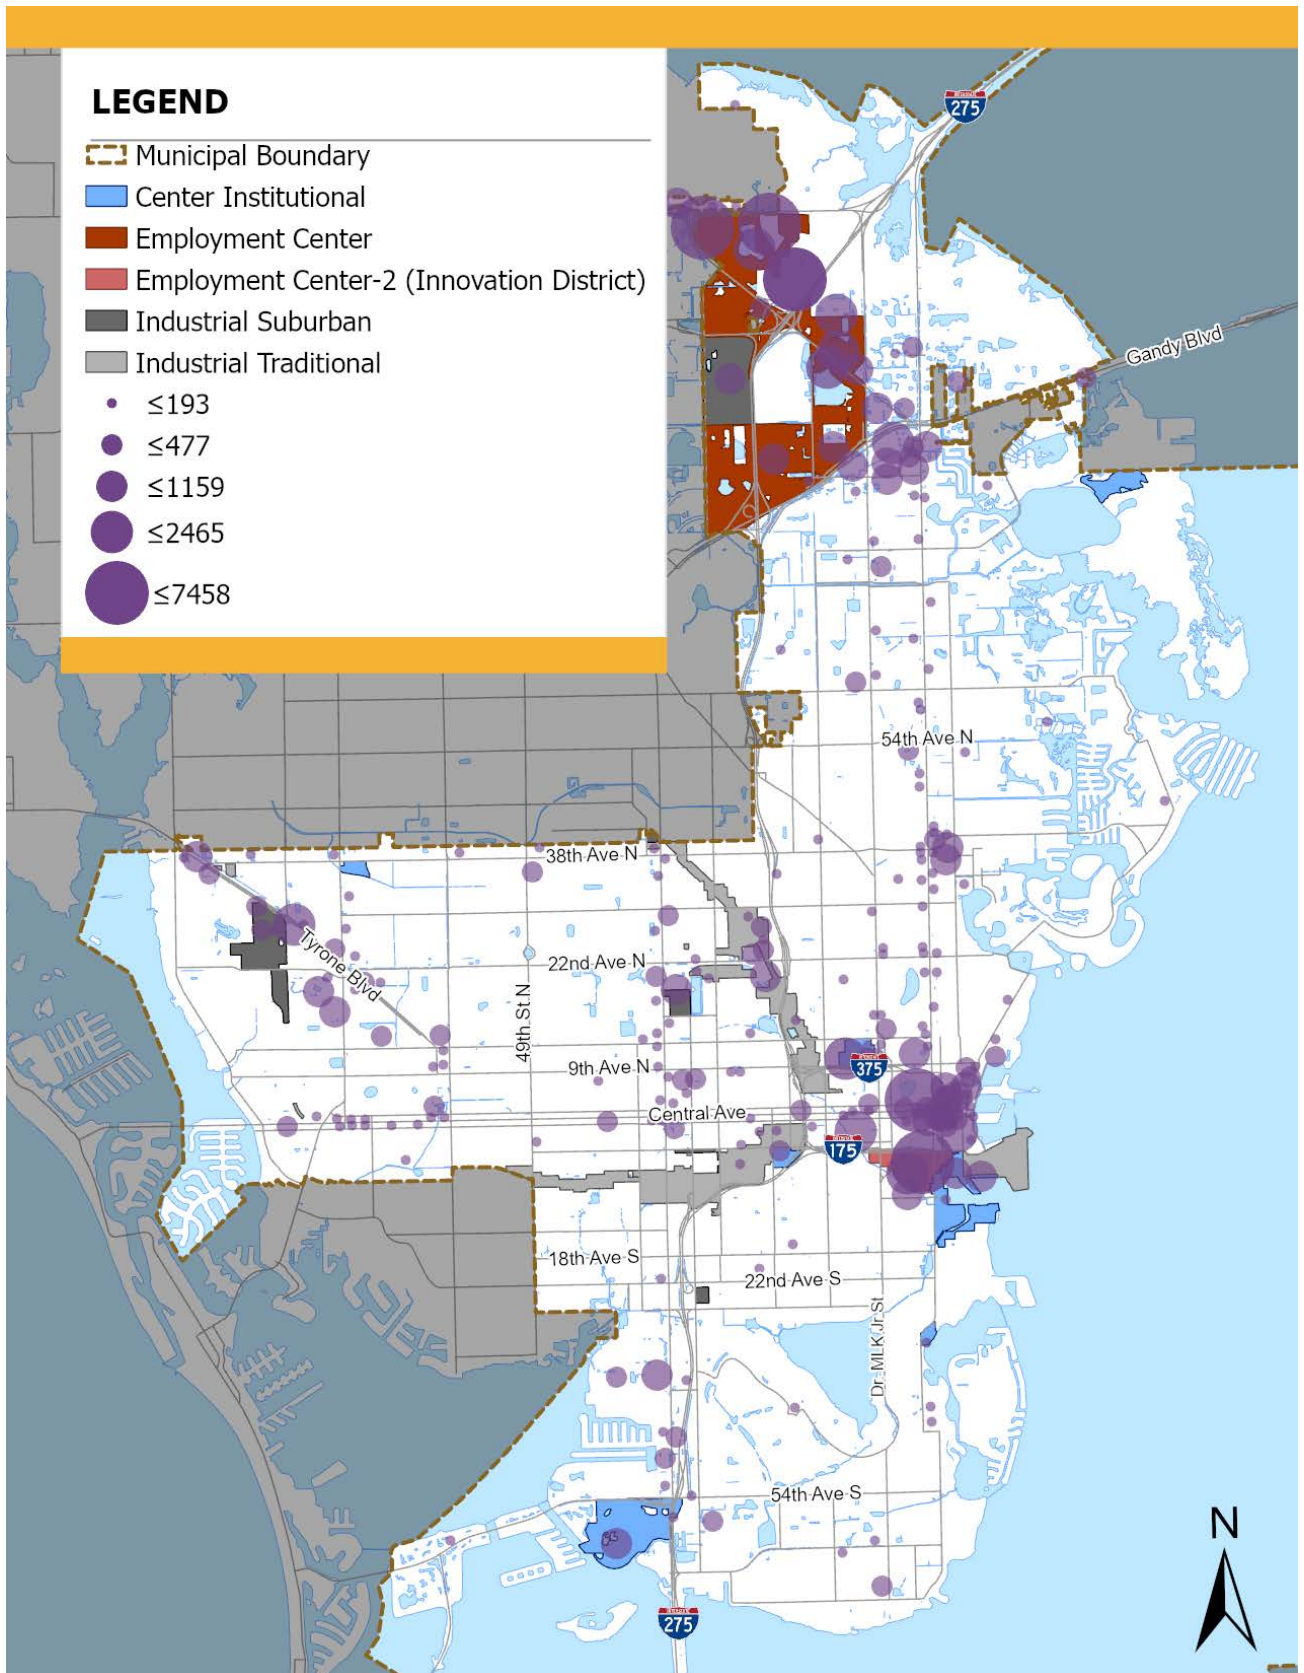 LEGEND
Municipal Boundary
Center Institutional
Employment Center
Employment Center-2 (Innovation District)
Industrial Suburban
Industrial Traditional
≤193
≤477
≤1159
≤2465
≤7458
275
Gandy Blvd
54th Ave N
38th Ave N
Tyrone Blvd
22nd Ave N
49th St N
9th Ave N
375
Central Ave
175
18th Ave S
22nd Ave S
Dr. MLK Jr St
54th Ave S
N
275